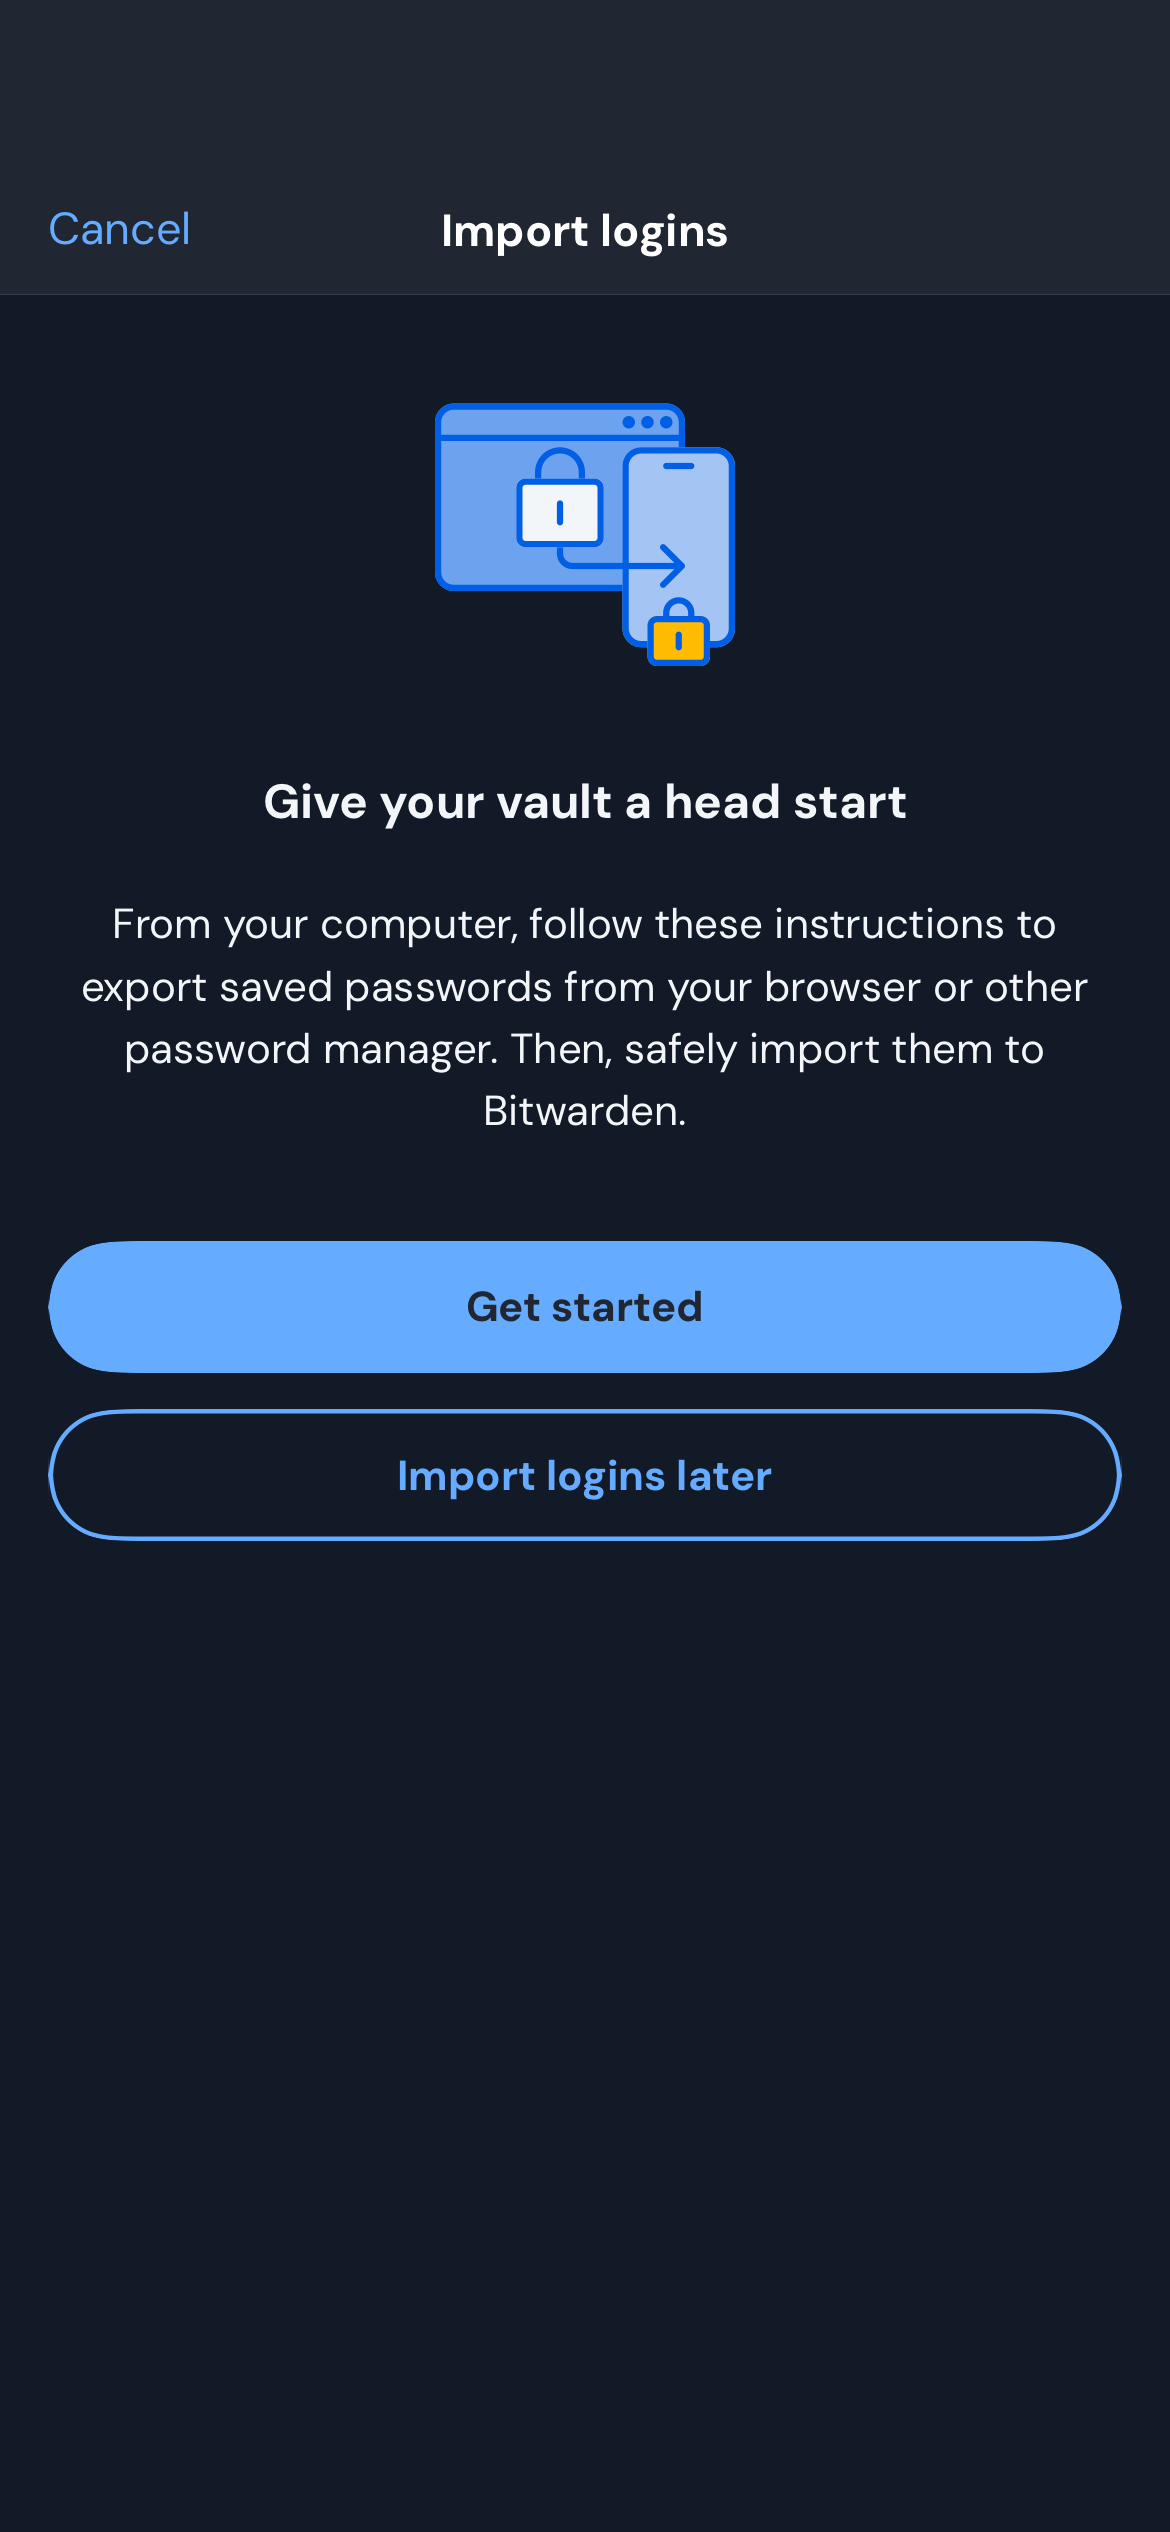 Cancel
Import logins
Give your vault a head start
From your computer, follow these instructions to
export saved passwords from your browser or other
password manager. Then, safely import them to
Bitwarden.
Get started
Import logins later